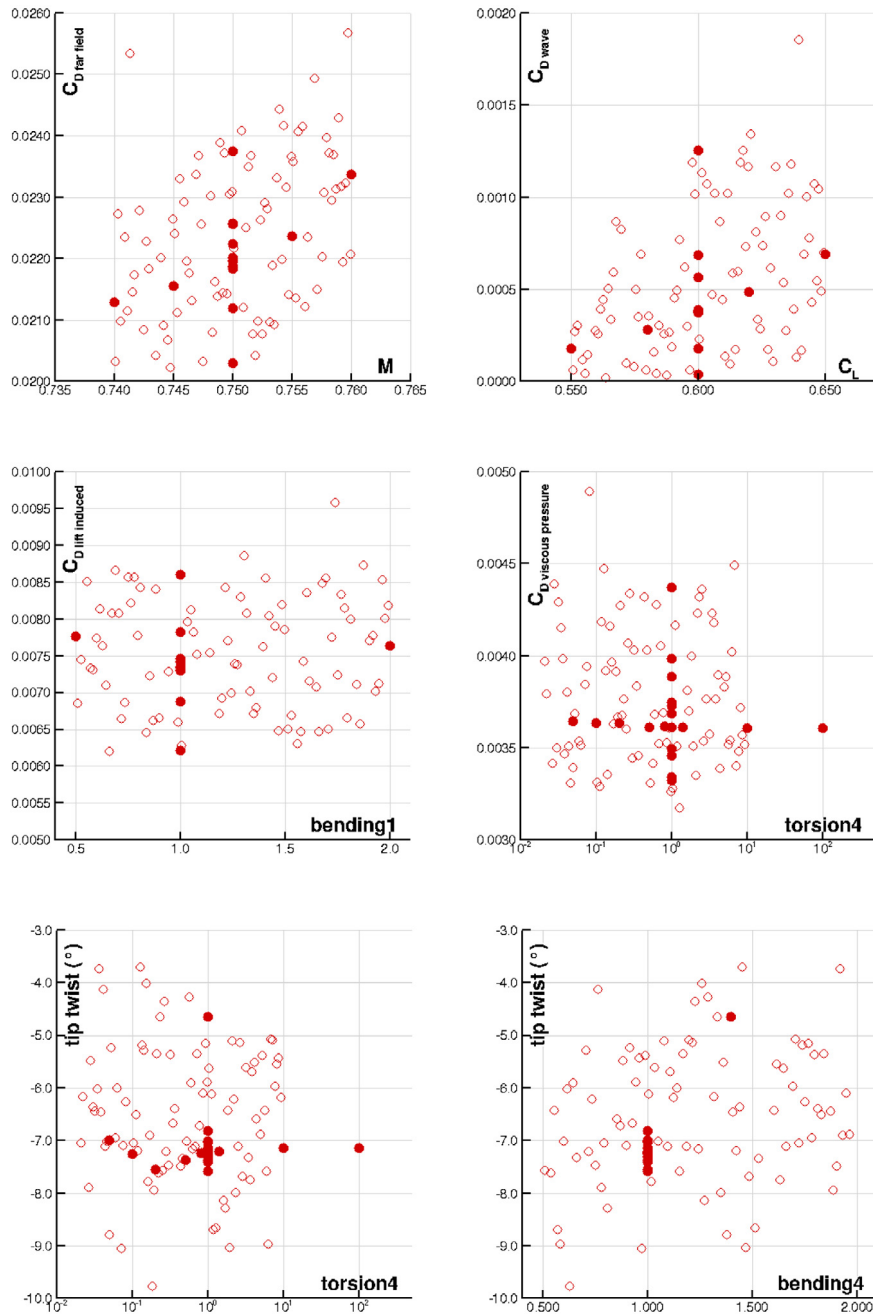 0.0260
0.0250
0.0240
0.0230
0.0220
0.0210
0.0200
C_D far field
M
0.735 0.740 0.745 0.750 0.755 0.760 0.765
0.0020
0.0015
0.0010
0.0005
0.0000
C_D wave
C_L
0.550 0.600 0.650
0.0100
0.0095
0.0090
0.0085
0.0080
0.0075
0.0070
0.0065
0.0060
0.0055
0.0050
C_D lift induced
bending1
0.5 1.0 1.5 2.0
0.0050
0.0045
0.0040
0.0035
0.0030
C_D viscous pressure
torsion4
10^-2 10^-1 10^0 10^1 10^2
-3.0
-4.0
-5.0
-6.0
-7.0
-8.0
-9.0
-10.0
tip twist (°)
torsion4
10^-2 10^-1 10^0 10^1 10^2
-3.0
-4.0
-5.0
-6.0
-7.0
-8.0
-9.0
-10.0
tip twist (°)
bending4
0.500 1.000 1.500 2.000